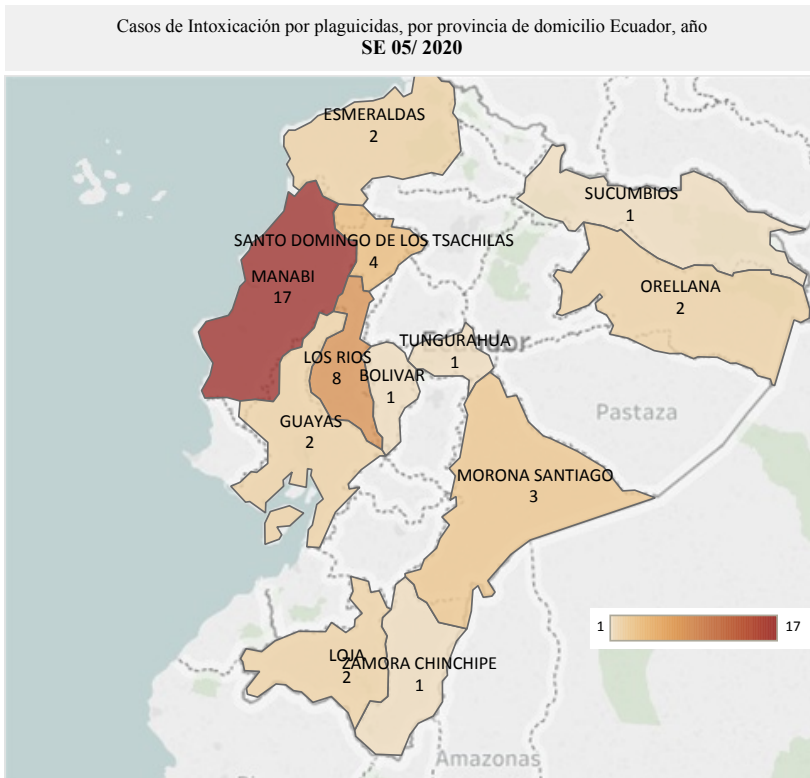 Casos de Intoxicación por plaguicidas, por provincia de domicilio Ecuador, año
SE 05/ 2020
ESMERALDAS
2
SUCUMBIOS
1
SANTO DOMINGO DE LOS TSACHILAS
4
MANABI
17
ORELLANA
2
TUNGURAHUA
1
Ecuador
LOS RIOS
8
BOLIVAR
1
GUAYAS
2
Pastaza
MORONA SANTIAGO
3
1
17
LOJA
2
ZAMORA CHINCHIPE
1
Amazonas